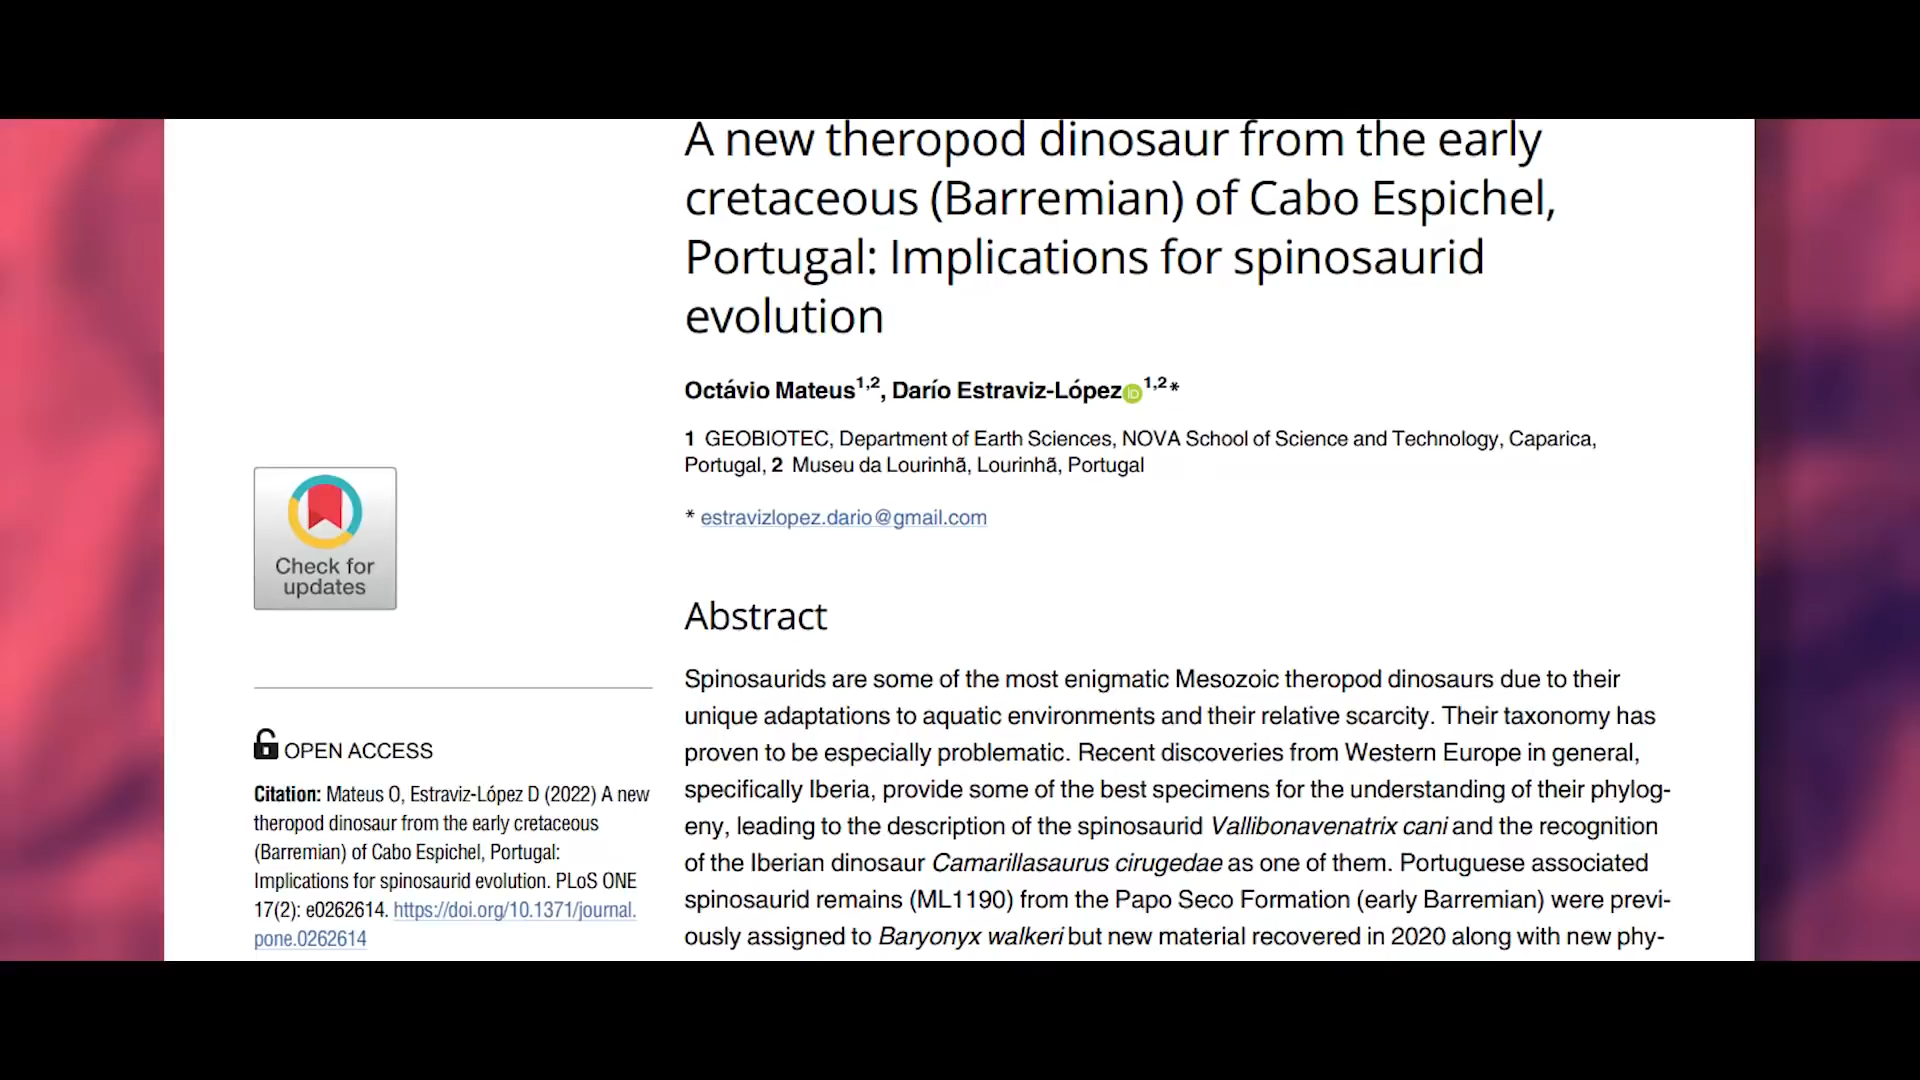 A new theropod dinosaur from the early
cretaceous (Barremian) of Cabo Espichel,
Portugal: Implications for spinosaurid
evolution
Octávio Mateus1,2, Darío Estraviz-López iD 1,2*
1 GEOBIOTEC, Department of Earth Sciences, NOVA School of Science and Technology, Caparica,
Portugal, 2 Museu da Lourinhã, Lourinhã, Portugal
* estravizlopez.dario@gmail.com
Check for
updates
Abstract
Spinosaurids are some of the most enigmatic Mesozoic theropod dinosaurs due to their
unique adaptations to aquatic environments and their relative scarcity. Their taxonomy has
proven to be especially problematic. Recent discoveries from Western Europe in general,
specifically Iberia, provide some of the best specimens for the understanding of their phylog-
eny, leading to the description of the spinosaurid Vallibonavenatrix cani and the recognition
of the Iberian dinosaur Camarillasaurus cirugedae as one of them. Portuguese associated
spinosaurid remains (ML1190) from the Papo Seco Formation (early Barremian) were previ-
ously assigned to Baryonyx walkeri but new material recovered in 2020 along with new phy-
OPEN ACCESS
Citation: Mateus O, Estraviz-López D (2022) A new
theropod dinosaur from the early cretaceous
(Barremian) of Cabo Espichel, Portugal:
Implications for spinosaurid evolution. PLoS ONE
17(2): e0262614. https://doi.org/10.1371/journal.
pone.0262614